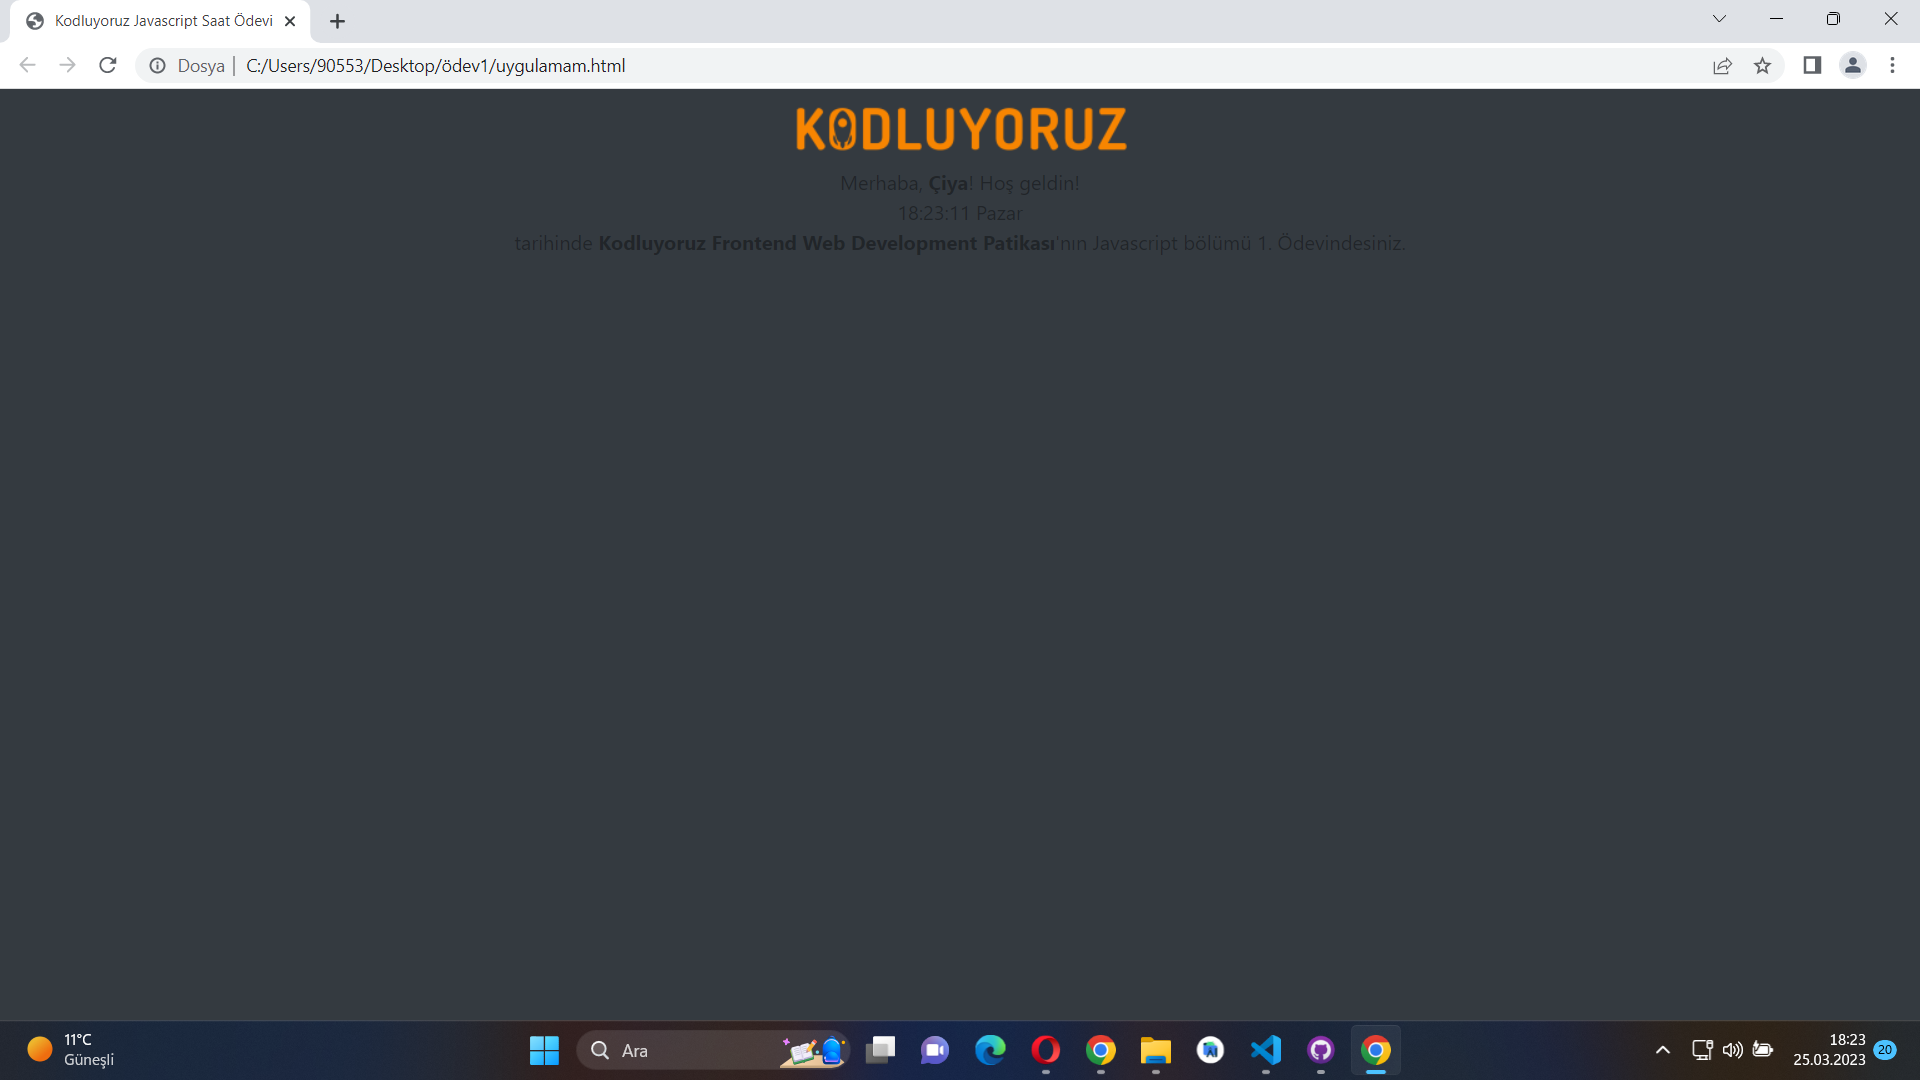 Kodluyoruz Javascript Saat Ödevi
Dosya | C:/Users/90553/Desktop/ödev1/uygulamam.html
KODLUYORUZ
Merhaba, Çiya! Hoş geldin!
18:23:11 Pazar
tarihinde Kodluyoruz Frontend Web Development Patikası'nın Javascript bölümü 1. Ödevindesiniz.
11°C
Güneşli
Ara
18:23
25.03.2023
20